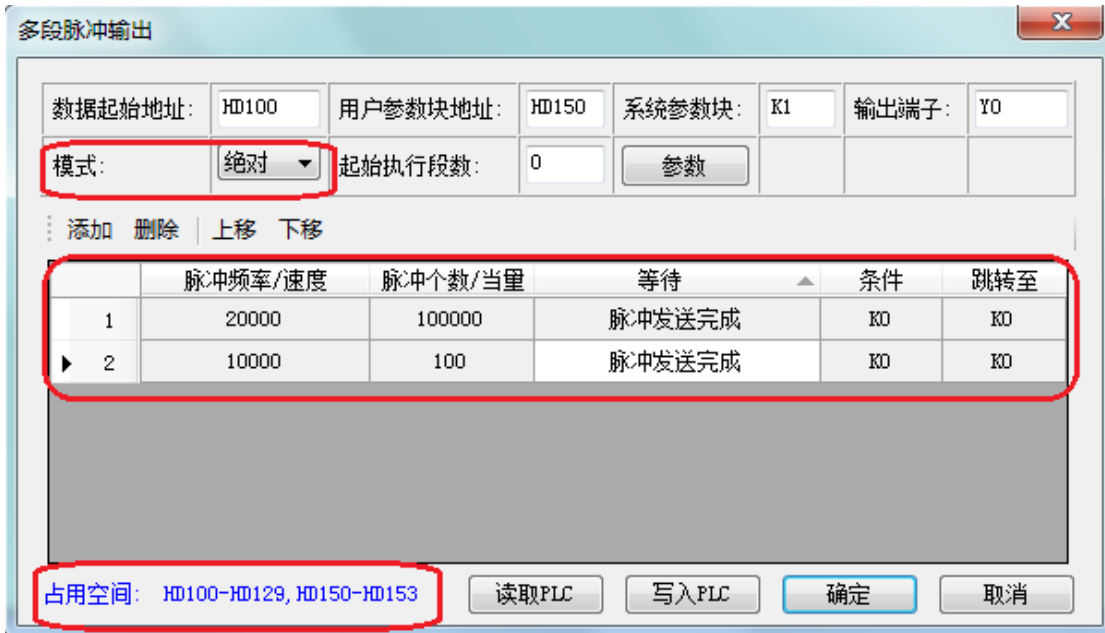 多段脉冲输出
数据起始地址: HD100 用户参数块地址: HD150 系统参数块: K1 输出端子: Y0
模式: 绝对 起始执行段数: 0 参数
添加 删除 上移 下移
脉冲频率/速度 脉冲个数/当量 等待 条件 跳转至
1 20000 100000 脉冲发送完成 K0 K0
2 10000 100 脉冲发送完成 K0 K0
占用空间: HD100-HD129,HD150-HD153 读取PLC 写入PLC 确定 取消